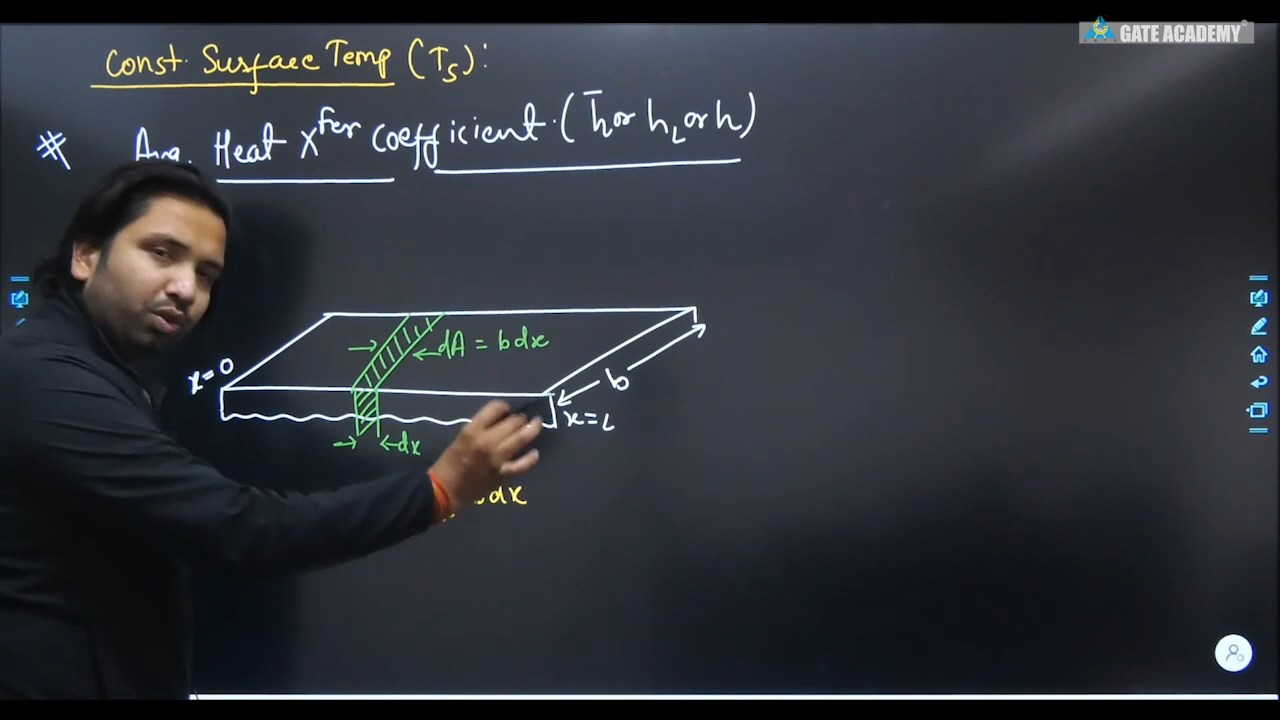 GATE ACADEMY®
Const. Surface Temp (Ts):
# Avg. Heat Xfer coefficient. (h̅ or hL or h)
x=0
dA = b dx
b
x=L
dx
dx